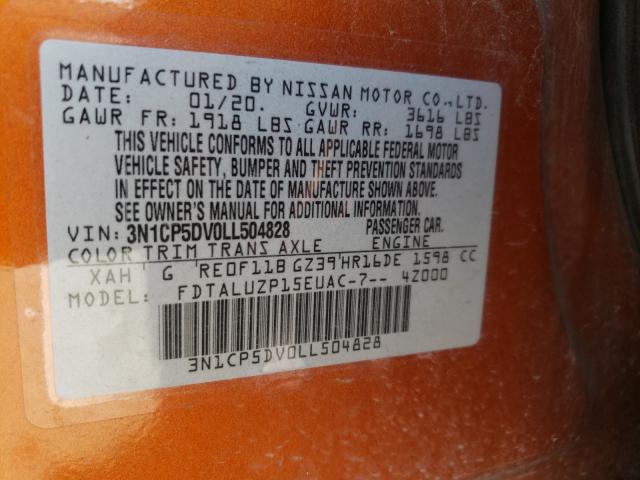 MANUFACTURED BY NISSAN MOTOR CO.,LTD.
DATE: 01/20. GVWR: 3616 LBS
GAWR FR: 1918 LBS GAWR RR: 1698 LBS
THIS VEHICLE CONFORMS TO ALL APPLICABLE FEDERAL MOTOR
VEHICLE SAFETY, BUMPER AND THEFT PREVENTION STANDARDS
IN EFFECT ON THE DATE OF MANUFACTURE SHOWN ABOVE.
SEE OWNER'S MANUAL FOR ADDITIONAL INFORMATION.
VIN: 3N1CP5DV0LL504828 PASSENGER CAR.
COLOR TRIM TRANS AXLE ENGINE
XAH G RE0F11B GZ39 HR16DE 1598 CC
MODEL: FDTALUZP15EUAC-7-- 4Z000
3N1CP5DV0LL504828